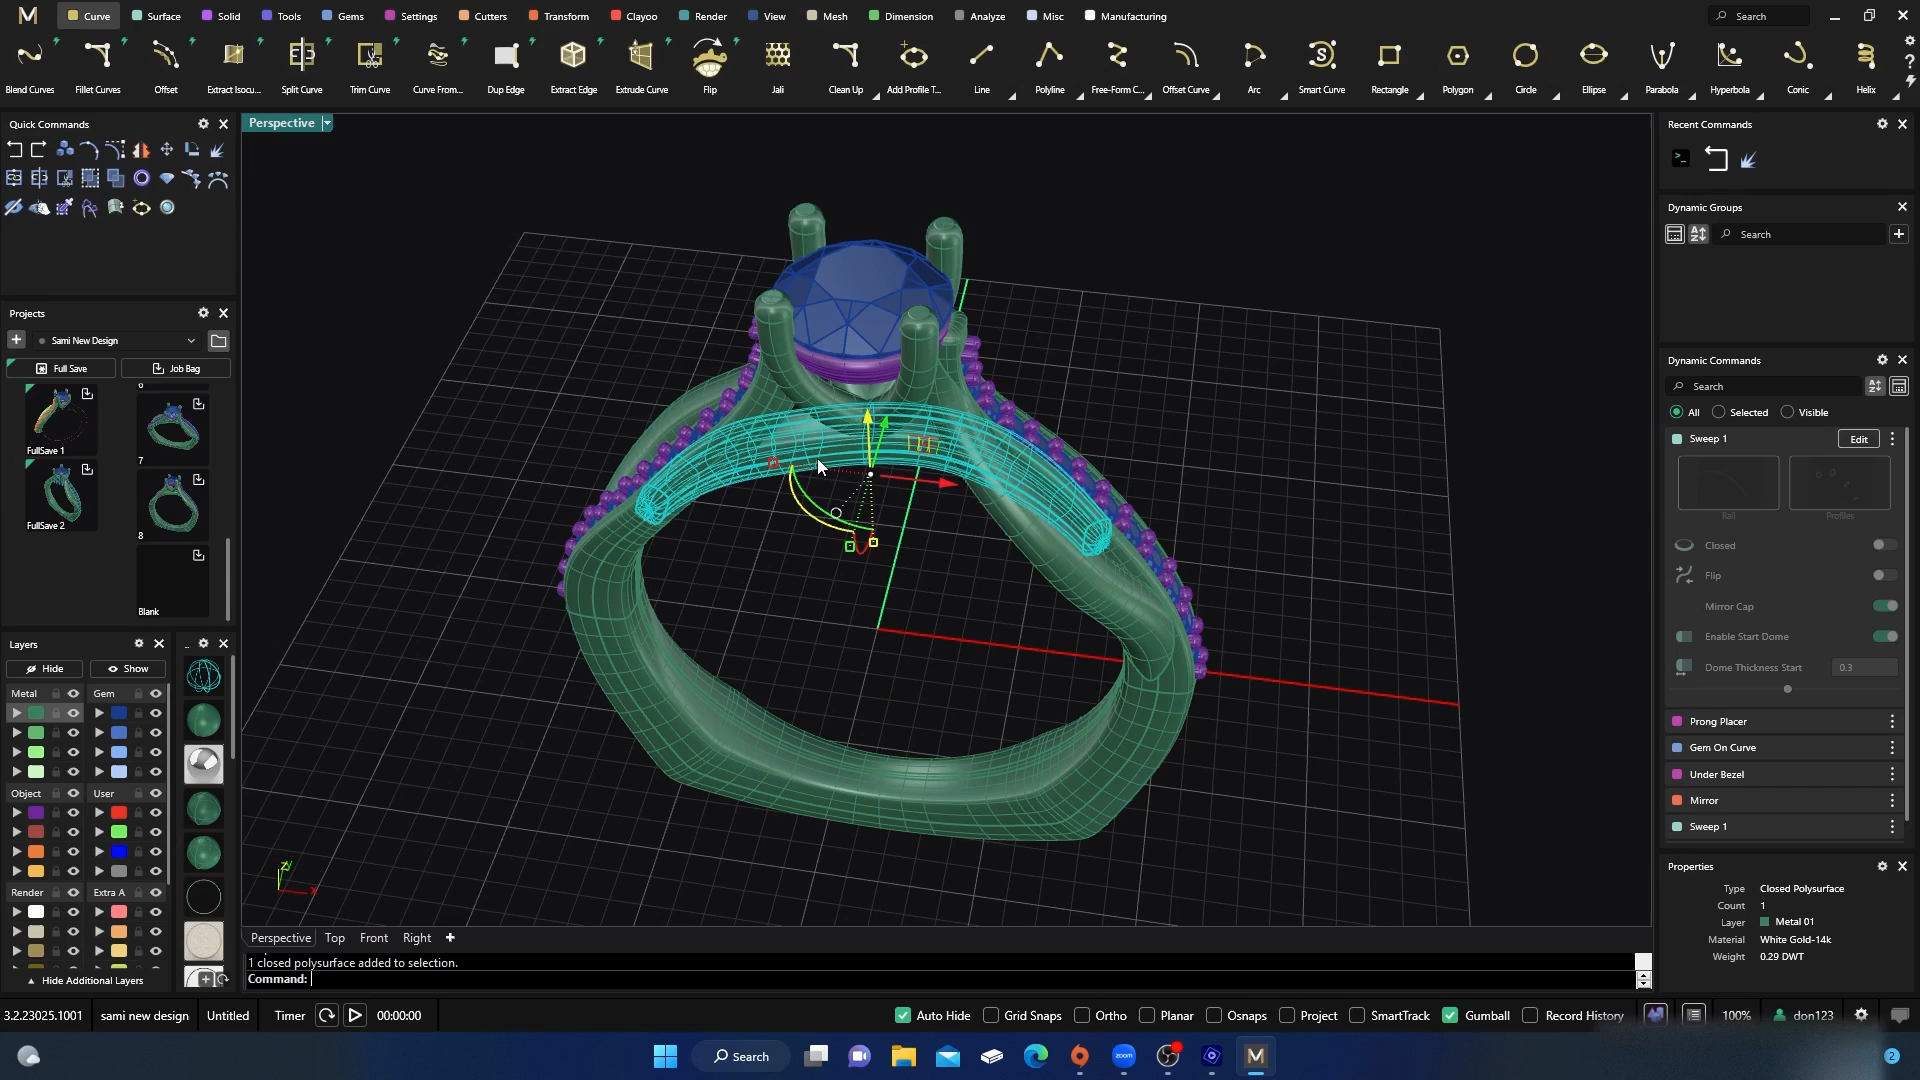 Curve Surface Solid Tools Gems Settings Cutters Transform Clayoo Render View Mesh Dimension Analyze Misc Manufacturing Search
Blend Curves Fillet Curves Offset Extract Isocu... Split Curve Trim Curve Curve From... Dup Edge Extract Edge Extrude Curve Flip Jali Clean Up Add Profile T... Line Polyline Free-Form C... Offset Curve Arc Smart Curve Rectangle Polygon Circle Ellipse Parabola Hyperbola Conic Helix
Quick Commands
Projects
Sami New Design
Full Save Job Bag
FullSave 1
FullSave 2
6
7
8
Blank
Layers
Hide Show
Metal Gem
Object User
Render Extra A
Hide Additional Layers
Perspective
Perspective Top Front Right
1 closed polysurface added to selection.
Command:
Recent Commands
Dynamic Groups
Search
Dynamic Commands
Search
All Selected Visible
Sweep 1 Edit
Rail Profiles
Closed
Flip
Mirror Cap
Enable Start Dome
Dome Thickness Start 0.3
Prong Placer
Gem On Curve
Under Bezel
Mirror
Sweep 1
Properties
Type Closed Polysurface
Count 1
Layer Metal 01
Material White Gold-14k
Weight 0.29 DWT
3.2.23025.1001 sami new design Untitled Timer 00:00:00 Auto Hide Grid Snaps Ortho Planar Osnaps Project SmartTrack Gumball Record History 100% don123
Search zoom 2